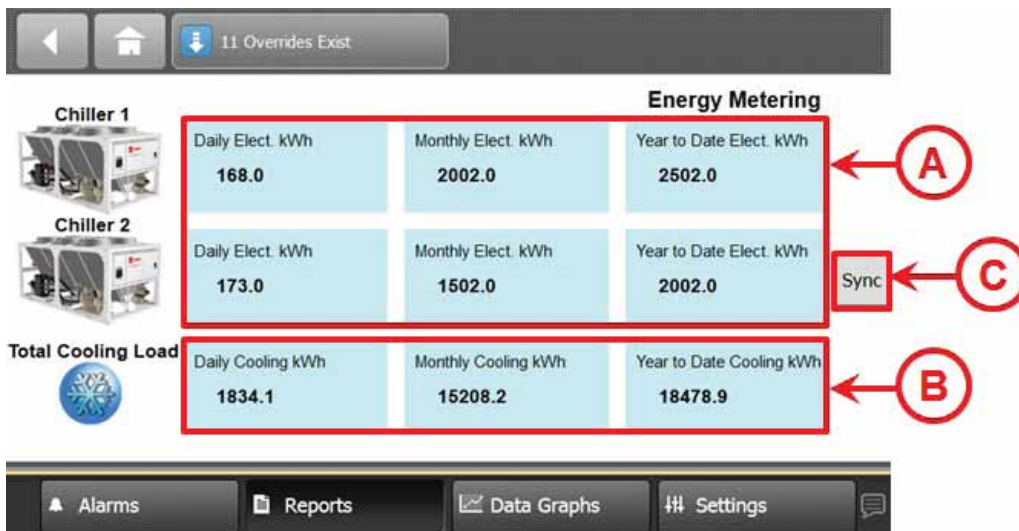 11 Overrides Exist
Energy Metering
Chiller 1
Daily Elect. kWh
Monthly Elect. kWh
Year to Date Elect. kWh
168.0
2002.0
2502.0
A
Chiller 2
Daily Elect. kWh
Monthly Elect. kWh
Year to Date Elect. kWh
173.0
1502.0
2002.0
Sync
C
Total Cooling Load
Daily Cooling kWh
Monthly Cooling kWh
Year to Date Cooling kWh
1834.1
15208.2
18478.9
B
Alarms
Reports
Data Graphs
Settings